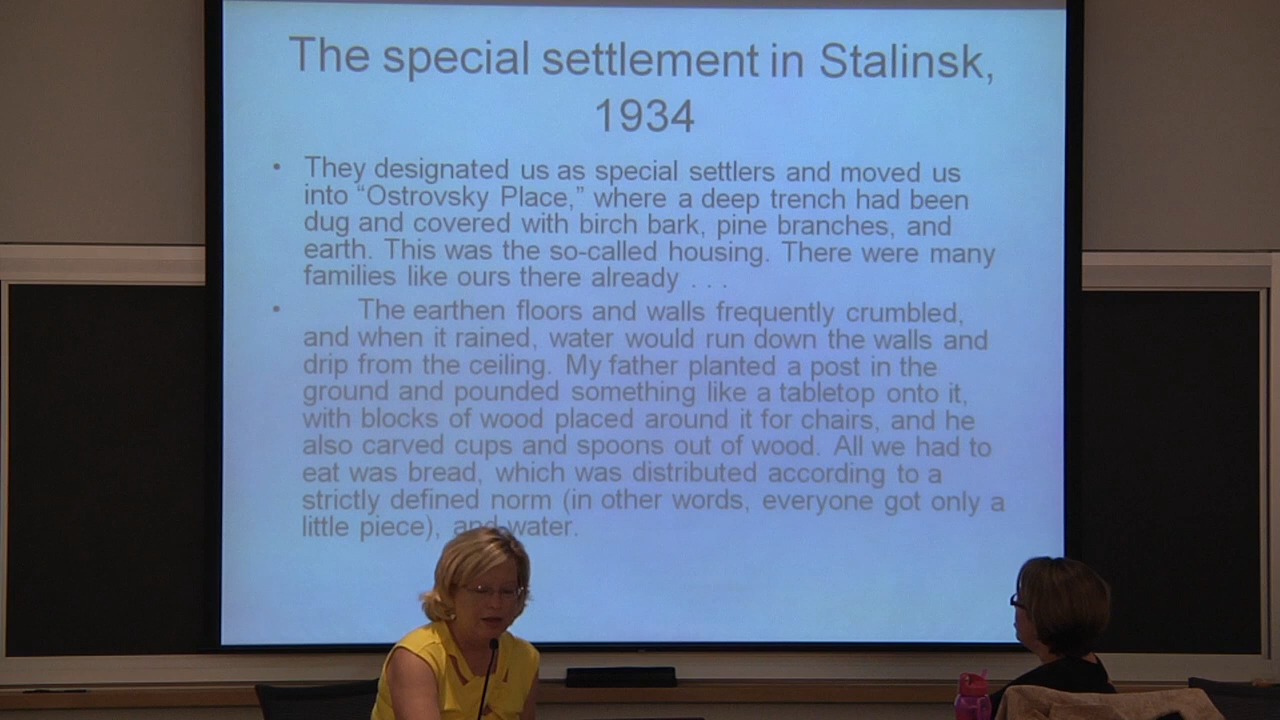 The special settlement in Stalinsk,
1934
• They designated us as special settlers and moved us
into “Ostrovsky Place,” where a deep trench had been
dug and covered with birch bark, pine branches, and
earth. This was the so-called housing. There were many
families like ours there already . . .
• The earthen floors and walls frequently crumbled,
and when it rained, water would run down the walls and
drip from the ceiling. My father planted a post in the
ground and pounded something like a tabletop onto it,
with blocks of wood placed around it for chairs, and he
also carved cups and spoons out of wood. All we had to
eat was bread, which was distributed according to a
strictly defined norm (in other words, everyone got only a
little piece), and water.